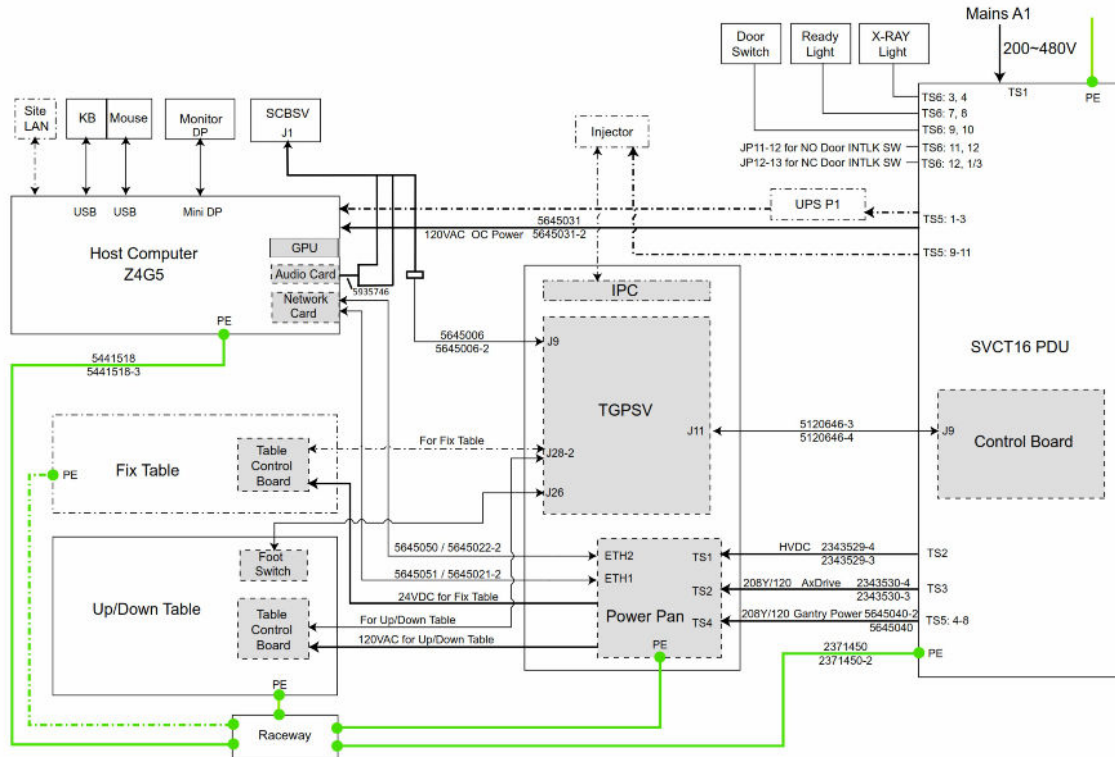 Mains A1
200~480V
Door
Switch
Ready
Light
X-RAY
Light
TS1
PE
Site
LAN
KB
Mouse
Monitor
DP
SCBSV
J1
Injector
TS6: 3, 4
TS6: 7, 8
TS6: 9, 10
JP11-12 for NO Door INTLK SW
TS6: 11, 12
JP12-13 for NC Door INTLK SW
TS6: 12, 1/3
UPS P1
TS5: 1-3
USB
USB
Mini DP
5645031
120VAC OC Power 5645031-2
TS5: 9-11
Host Computer
Z4G5
GPU
Audio Card
5935746
Network
Card
PE
IPC
5645006
5645006-2
J9
SVCT16 PDU
5441518
5441518-3
TGPSV
J11
5120646-3
5120646-4
J9
Control Board
For Fix Table
J28-2
J26
PE
Fix Table
Table
Control
Board
5645050 / 5645022-2
ETH2
TS1
HVDC 2343529-4
2343529-3
TS2
Foot
Switch
5645051 / 5645021-2
ETH1
TS2
208Y/120 AxDrive 2343530-4
2343530-3
TS3
24VDC for Fix Table
Up/Down Table
Table
Control
Board
For Up/Down Table
Power Pan
TS4
208Y/120 Gantry Power 5645040-2
5645040
TS5: 4-8
120VAC for Up/Down Table
PE
2371450
2371450-2
PE
PE
Raceway